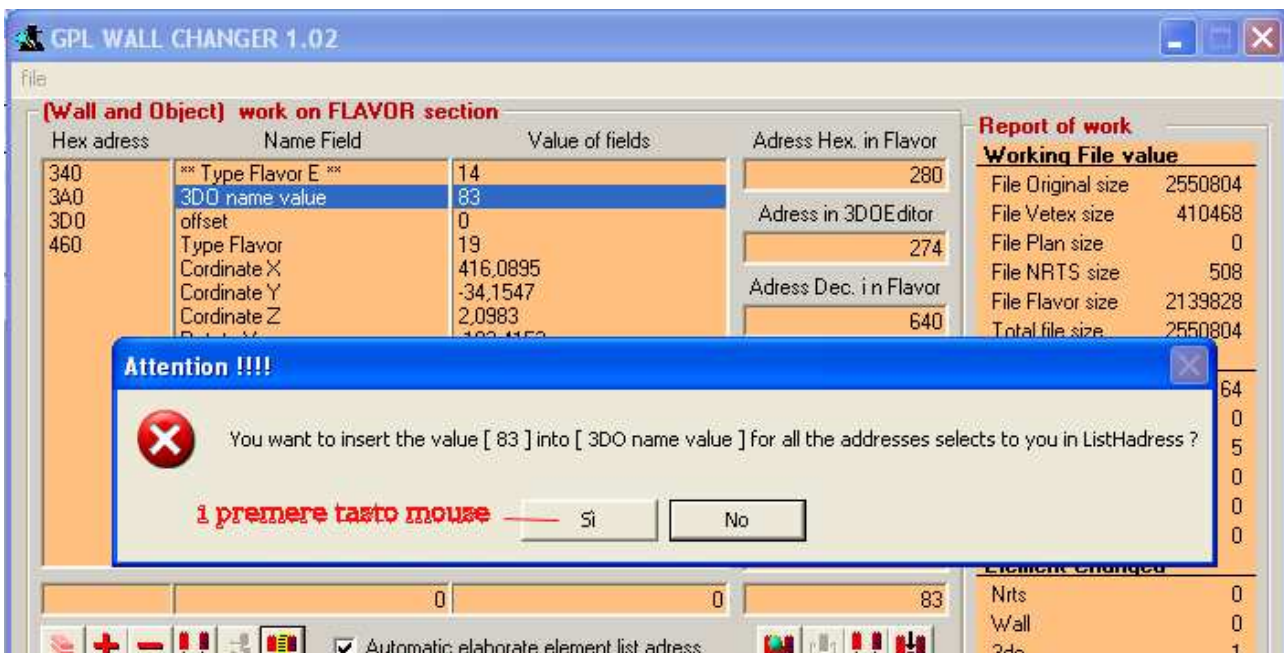 GPL WALL CHANGER 1.02
file
(Wall and Object) work on FLAVOR section
Hex adress Name Field Value of fields Adress Hex. in Flavor
340 ** Type Flavor E ** 14 280
3A0 3DO name value 83
3D0 offset 0 Adress in 3DOEditor
460 Type Flavor 19 274
Cordinate X 416,0895
Cordinate Y -34,1547 Adress Dec. i n Flavor
Cordinate Z 2,0983 640
Report of work
Working File value
File Original size 2550804
File Vetex size 410468
File Plan size 0
File NRTS size 508
File Flavor size 2139828
Total file size 2550804
64
0
5
0
0
0
Attention !!!!
You want to insert the value [ 83 ] into [ 3DO name value ] for all the addresses selects to you in ListHadress ?
i premere tasto mouse Sì No
0 0 83
Element Changed
Nrts 0
Wall 0
3do 1
Automatic elaborate element list adress